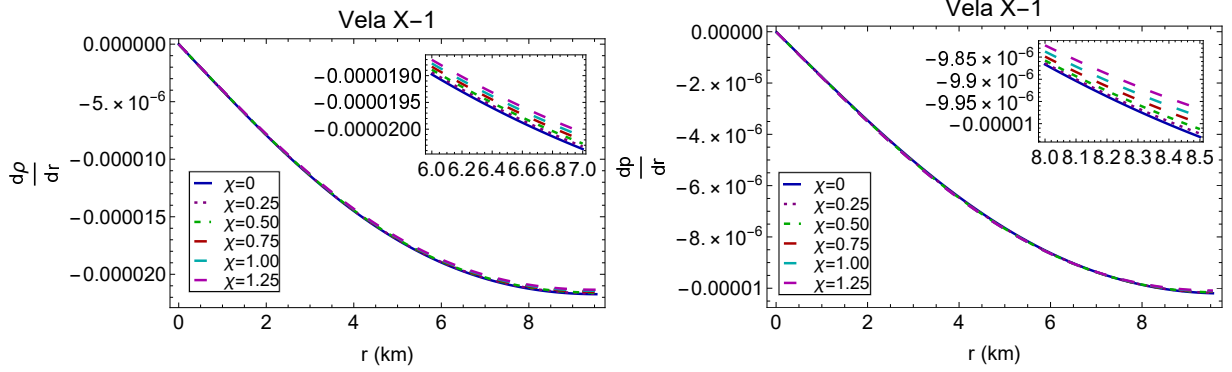 Vela X−1
0.000000
−5.×10⁻⁶
−0.000010
−0.000015
−0.000020
dρ
dr
−0.0000190
−0.0000195
−0.0000200
6.0 6.2 6.4 6.6 6.8 7.0
χ=0
χ=0.25
χ=0.50
χ=0.75
χ=1.00
χ=1.25
0 2 4 6 8
r (km)
Vela X−1
0.00000
−2.×10⁻⁶
−4.×10⁻⁶
−6.×10⁻⁶
−8.×10⁻⁶
−0.00001
dp
dr
−9.85×10⁻⁶
−9.9×10⁻⁶
−9.95×10⁻⁶
−0.00001
8.0 8.1 8.2 8.3 8.4 8.5
χ=0
χ=0.25
χ=0.50
χ=0.75
χ=1.00
χ=1.25
0 2 4 6 8
r (km)